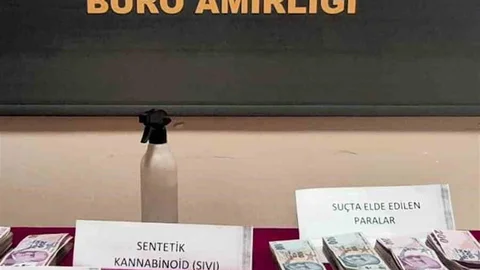 BÜRO AMİRLİĞİ
SUÇTA ELDE EDİLEN
PARALAR
SENTETİK
KANNABİNOİD (SIVI)